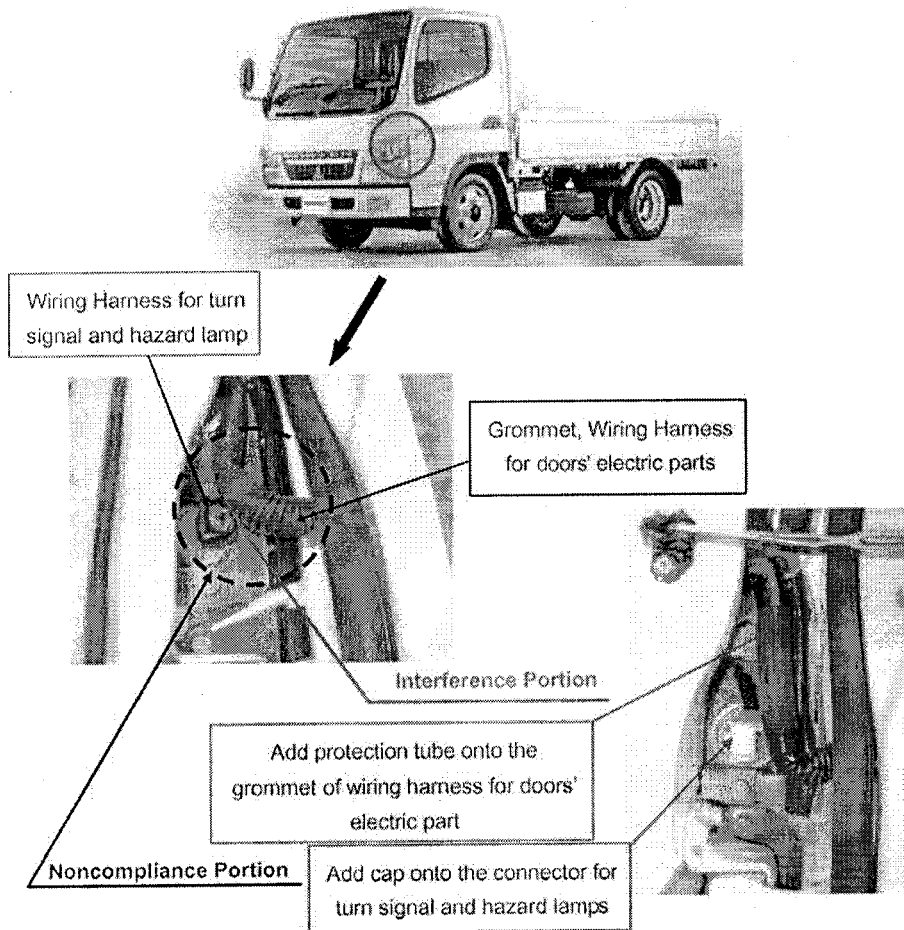 Wiring Harness for turn
signal and hazard lamp
Grommet, Wiring Harness
for doors' electric parts
Interference Portion
Add protection tube onto the
grommet of wiring harness for doors'
electric part
Noncompliance Portion
Add cap onto the connector for
turn signal and hazard lamps